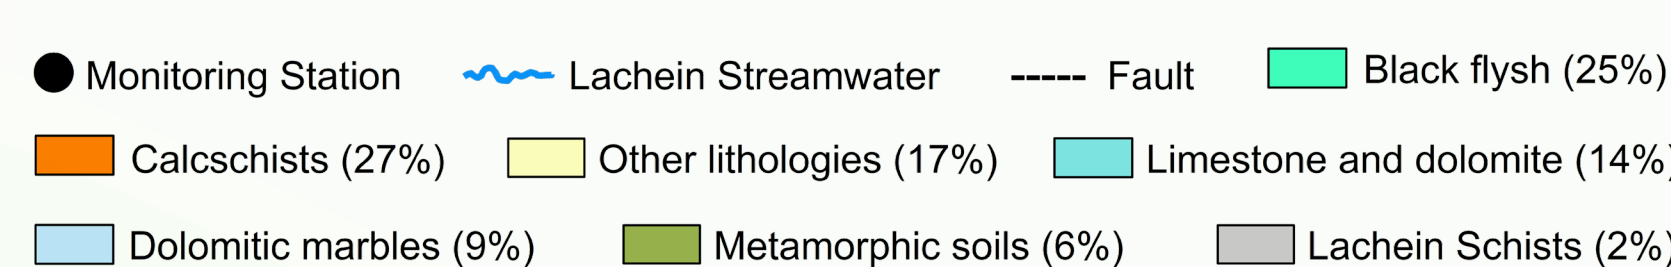 Monitoring Station Lachein Streamwater Fault Black flysh (25%)
Calcschists (27%) Other lithologies (17%) Limestone and dolomite (14%)
Dolomitic marbles (9%) Metamorphic soils (6%) Lachein Schists (2%)